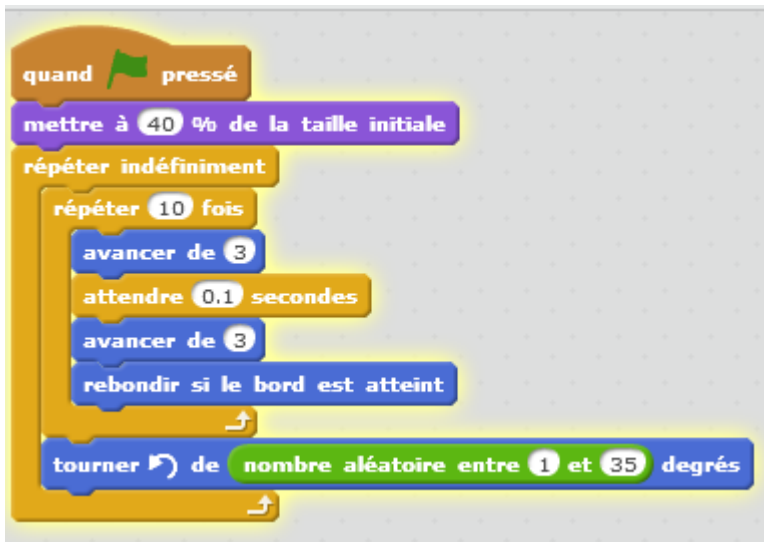 quand pressé
mettre à 40 % de la taille initiale
répéter indéfiniment
répéter 10 fois
avancer de 3
attendre 0.1 secondes
avancer de 3
rebondir si le bord est atteint
tourner de nombre aléatoire entre 1 et 35 degrés